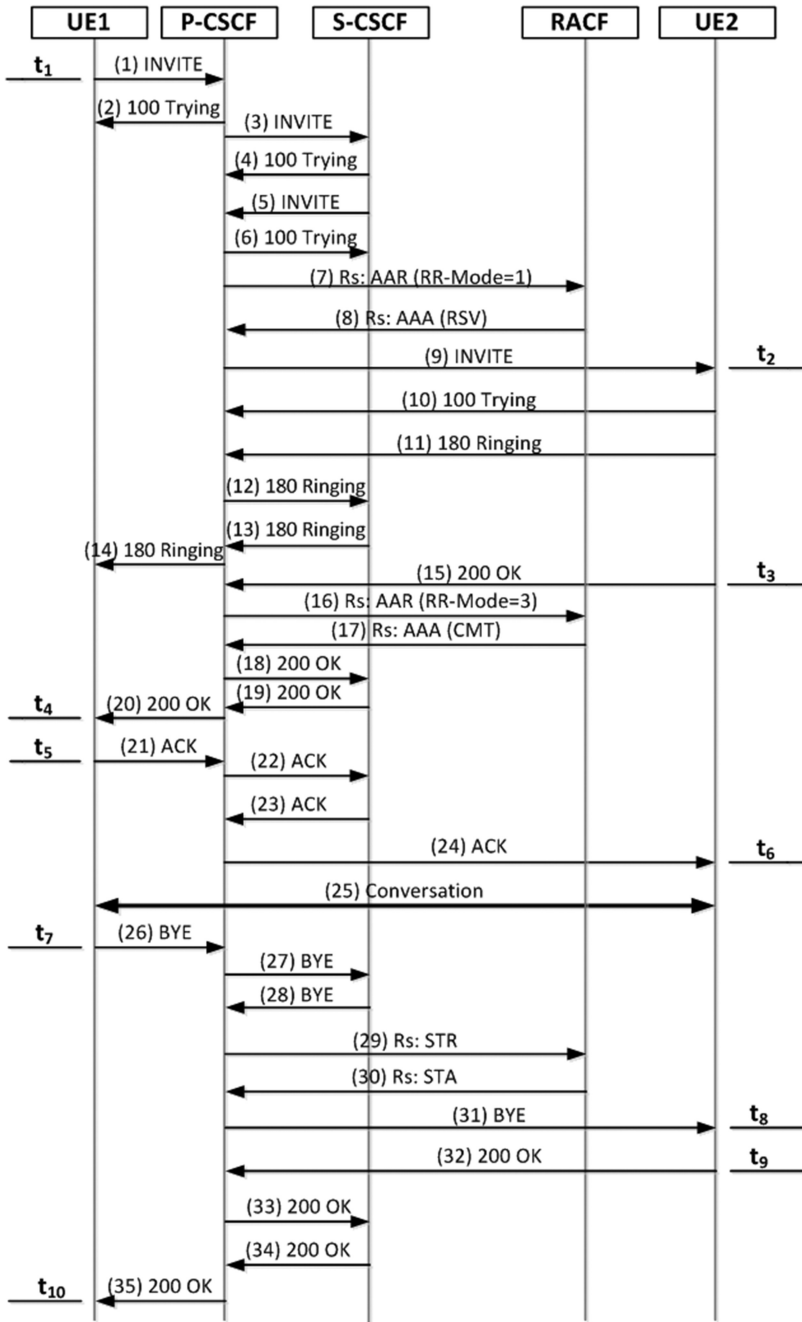 UE1 P-CSCF S-CSCF RACF UE2
t1 (1) INVITE
(2) 100 Trying
(3) INVITE
(4) 100 Trying
(5) INVITE
(6) 100 Trying
(7) Rs: AAR (RR-Mode=1)
(8) Rs: AAA (RSV)
(9) INVITE t2
(10) 100 Trying
(11) 180 Ringing
(12) 180 Ringing
(13) 180 Ringing
(14) 180 Ringing
(15) 200 OK t3
(16) Rs: AAR (RR-Mode=3)
(17) Rs: AAA (CMT)
(18) 200 OK
(19) 200 OK
t4 (20) 200 OK
t5 (21) ACK
(22) ACK
(23) ACK
(24) ACK t6
(25) Conversation
t7 (26) BYE
(27) BYE
(28) BYE
(29) Rs: STR
(30) Rs: STA
(31) BYE t8
(32) 200 OK t9
(33) 200 OK
(34) 200 OK
t10 (35) 200 OK